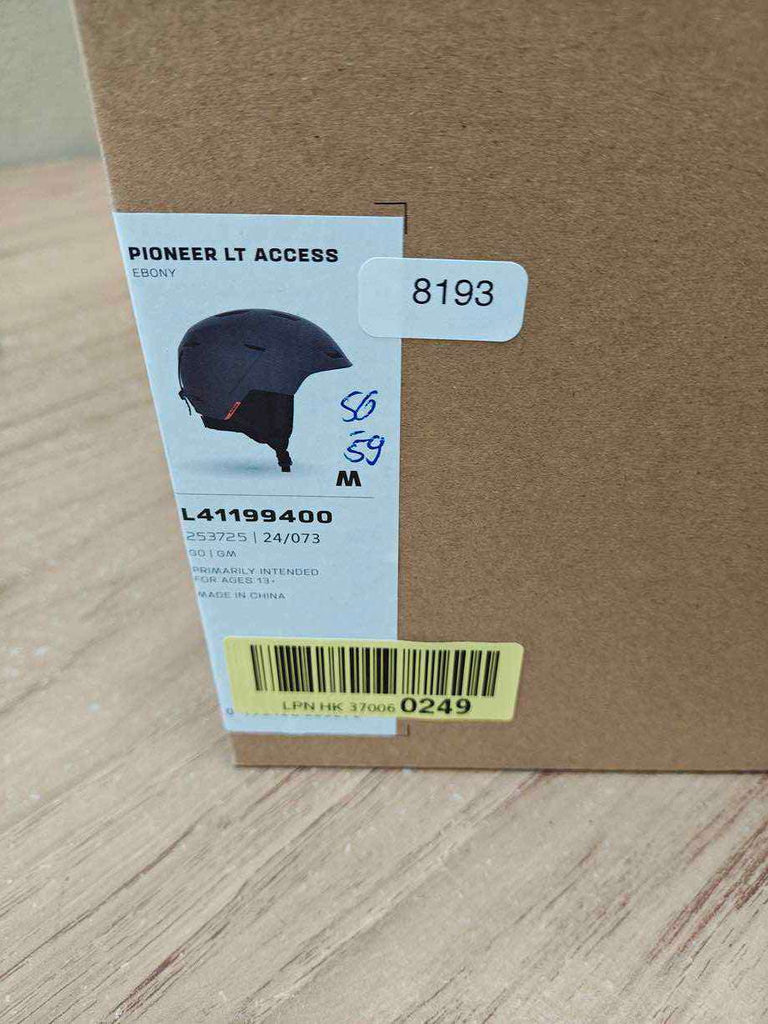 PIONEER LT ACCESS
EBONY
8193
56
59
M
L41199400
253725 | 24/073
GO | GM
PRIMARILY INTENDED
FOR AGES 13+
MADE IN CHINA
LPN HK 37006 0249